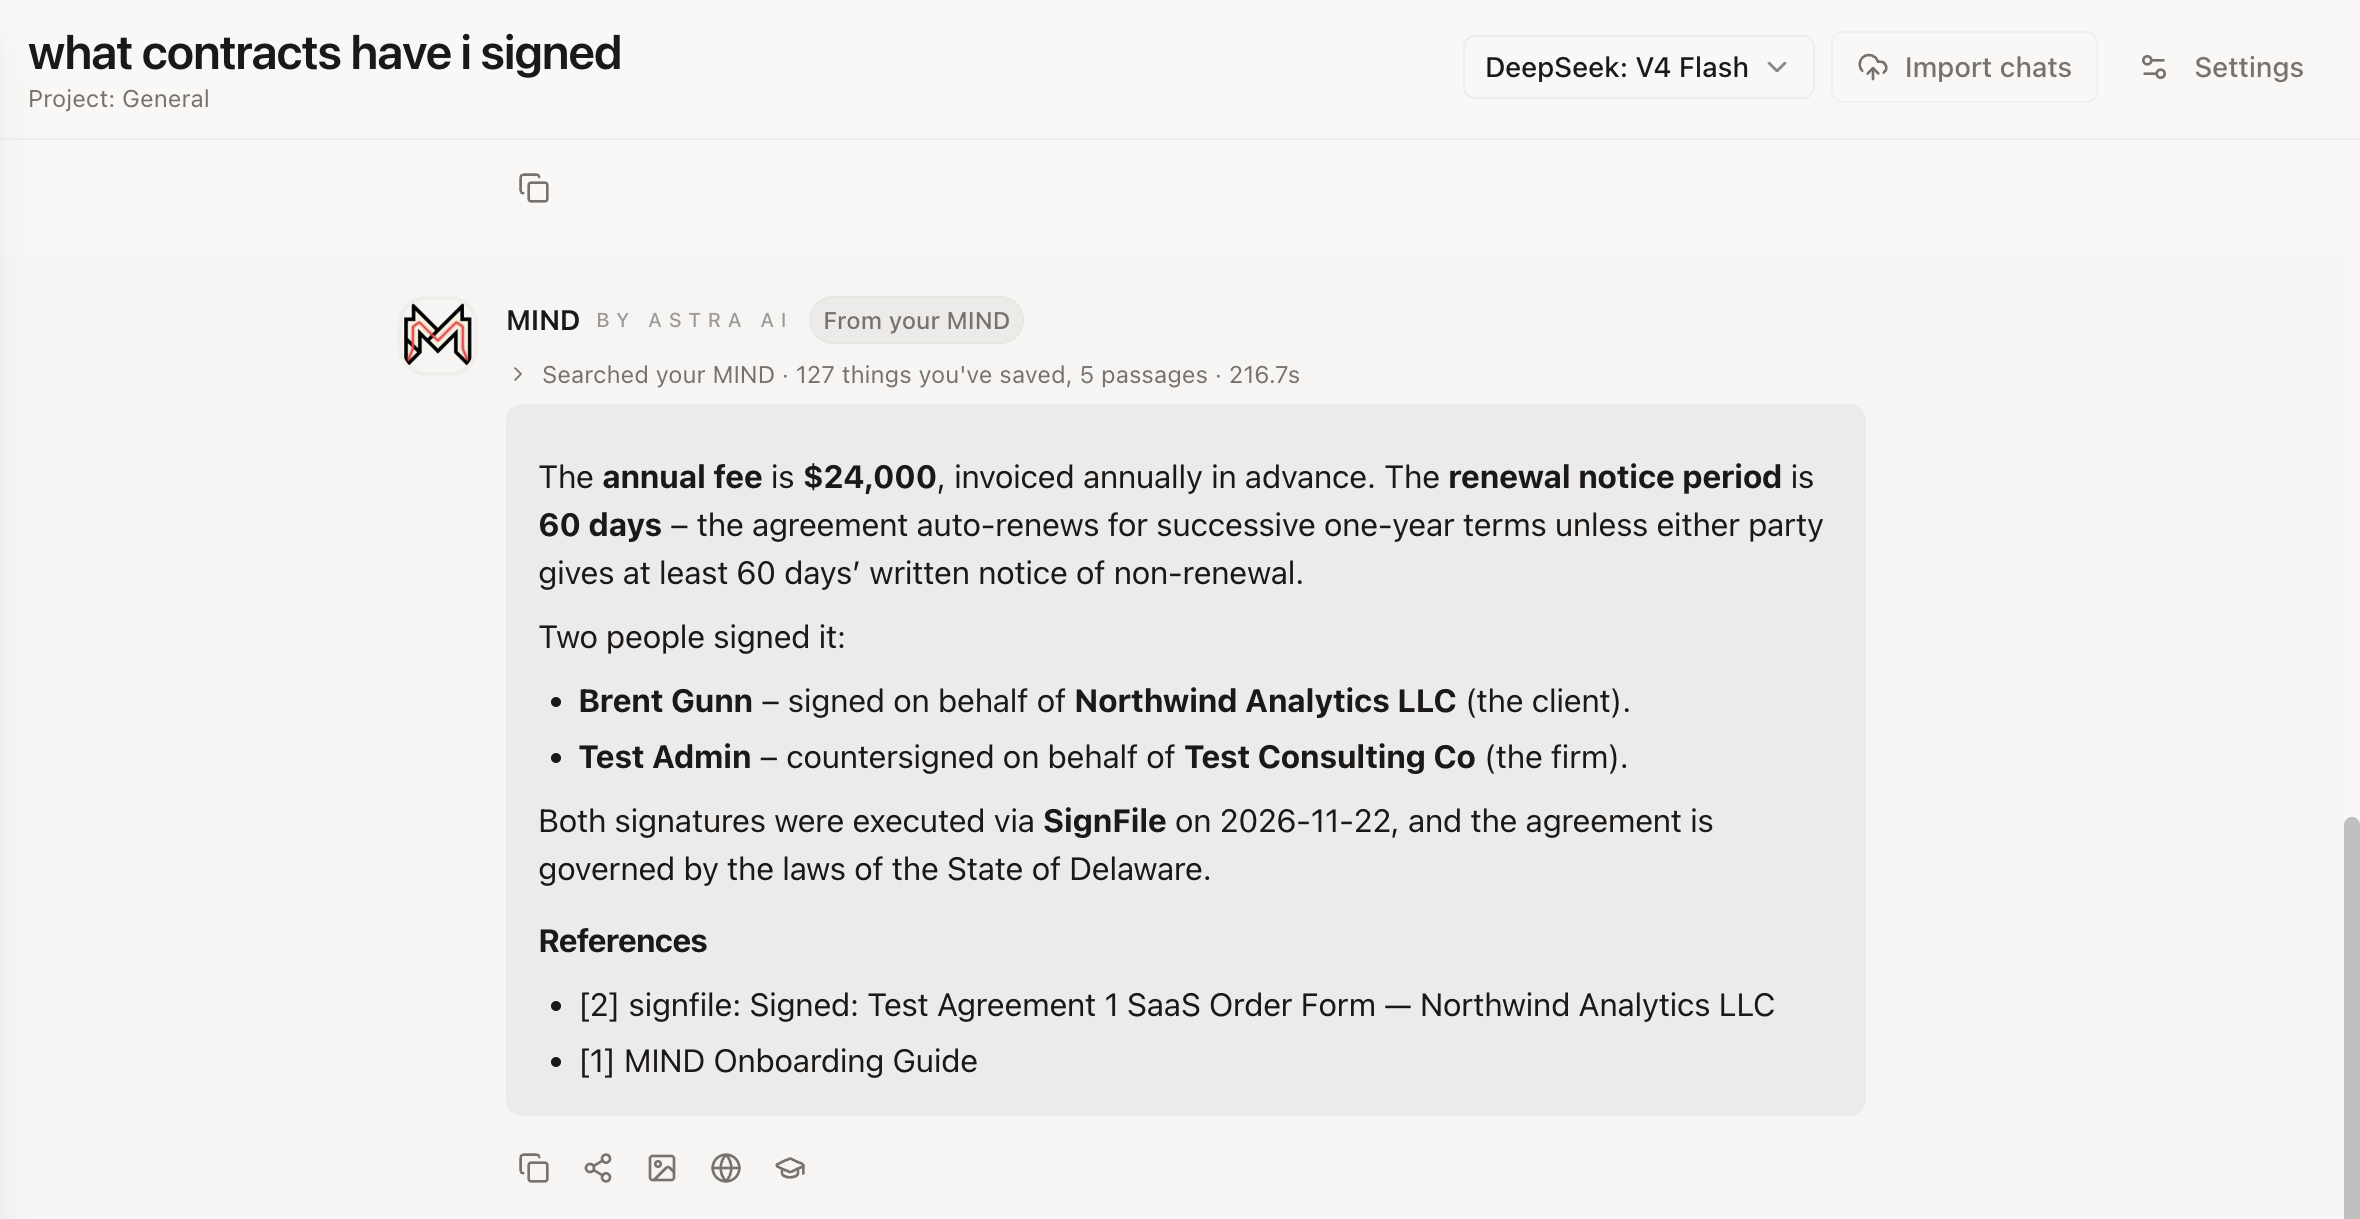 what contracts have i signed
Project: General
DeepSeek: V4 Flash
Import chats
Settings
MIND BY ASTRA AI From your MIND
Searched your MIND · 127 things you've saved, 5 passages · 216.7s
The annual fee is $24,000, invoiced annually in advance. The renewal notice period is
60 days – the agreement auto-renews for successive one-year terms unless either party
gives at least 60 days’ written notice of non-renewal.
Two people signed it:
• Brent Gunn – signed on behalf of Northwind Analytics LLC (the client).
• Test Admin – countersigned on behalf of Test Consulting Co (the firm).
Both signatures were executed via SignFile on 2026-11-22, and the agreement is
governed by the laws of the State of Delaware.
References
• [2] signfile: Signed: Test Agreement 1 SaaS Order Form — Northwind Analytics LLC
• [1] MIND Onboarding Guide